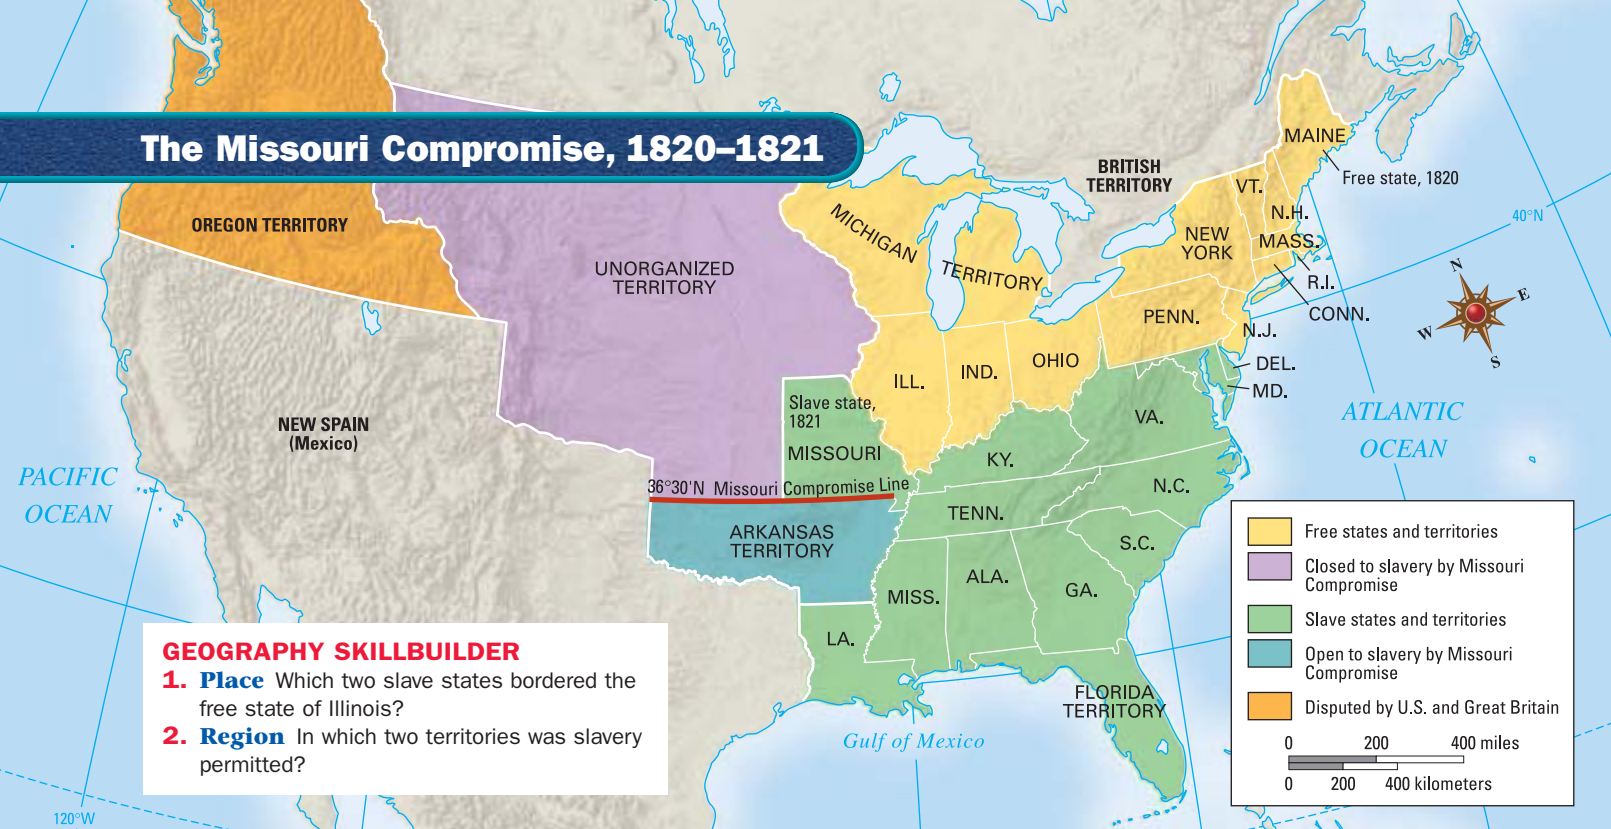 The Missouri Compromise, 1820–1821
OREGON TERRITORY
UNORGANIZED
TERRITORY
NEW SPAIN
(Mexico)
PACIFIC
OCEAN
120°W
BRITISH
TERRITORY
MAINE
Free state, 1820
VT.
N.H.
NEW
YORK
MASS.
R.I.
CONN.
40°N
MICHIGAN
TERRITORY
PENN.
N.J.
DEL.
MD.
OHIO
IND.
ILL.
Slave state,
1821
MISSOURI
36°30'N Missouri Compromise Line
ARKANSAS
TERRITORY
KY.
VA.
TENN.
N.C.
S.C.
MISS.
ALA.
GA.
LA.
FLORIDA
TERRITORY
Gulf of Mexico
ATLANTIC
OCEAN
N
E
W
S
GEOGRAPHY SKILLBUILDER
1. Place Which two slave states bordered the
free state of Illinois?
2. Region In which two territories was slavery
permitted?
Free states and territories
Closed to slavery by Missouri
Compromise
Slave states and territories
Open to slavery by Missouri
Compromise
Disputed by U.S. and Great Britain
0 200 400 miles
0 200 400 kilometers